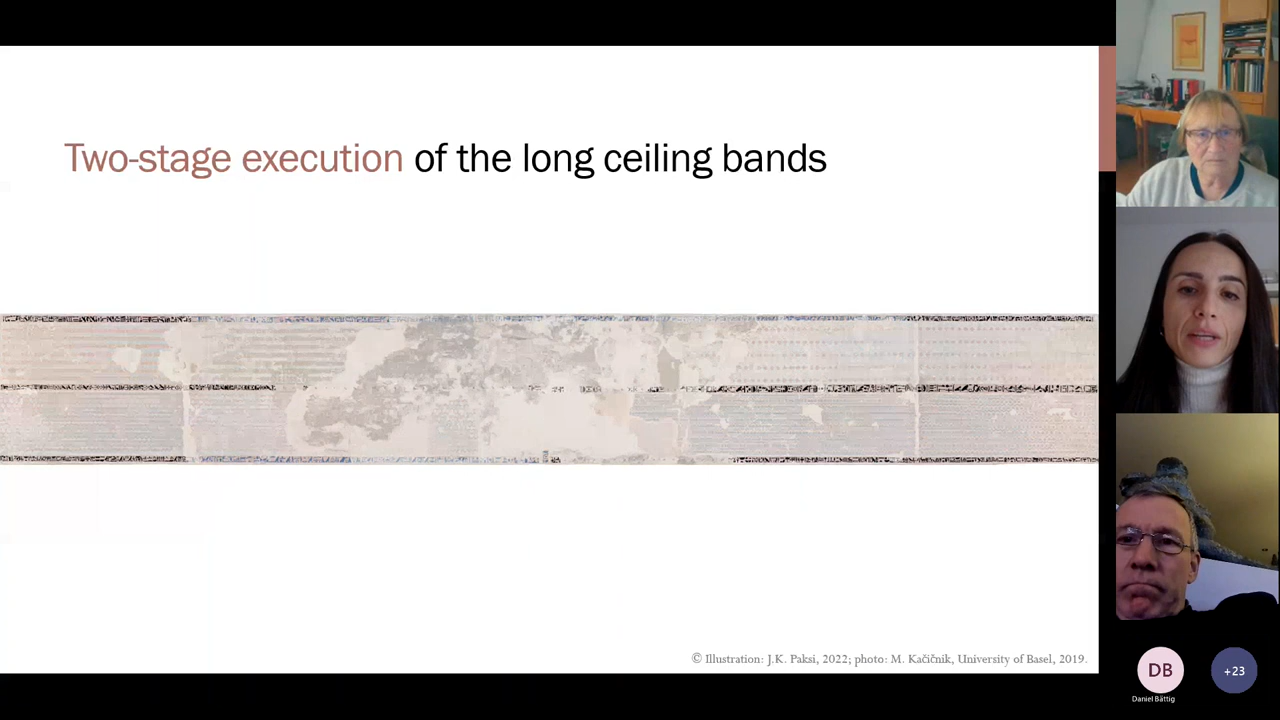 Two-stage execution of the long ceiling bands
© Illustration: J.K. Paksi, 2022; photo: M. Kačičnik, University of Basel, 2019.
DB
+23
Daniel Bättig